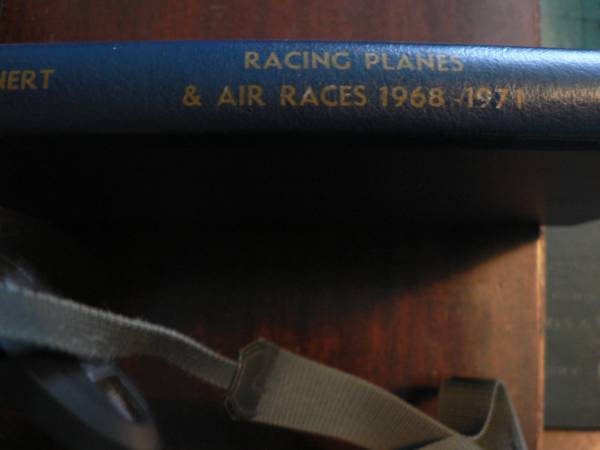 NERT
RACING PLANES
& AIR RACES 1968-1971